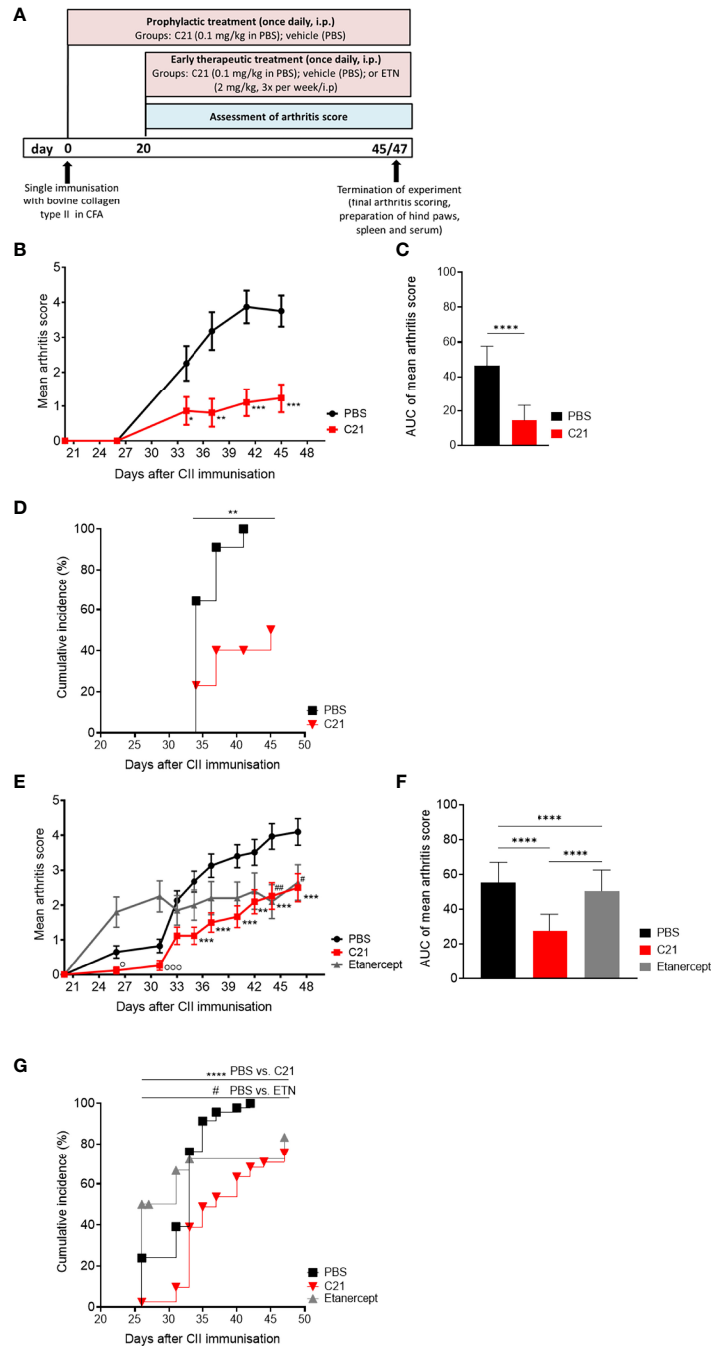 A
Prophylactic treatment (once daily, i.p.)
Groups: C21 (0.1 mg/kg in PBS); vehicle (PBS)
Early therapeutic treatment (once daily, i.p.)
Groups: C21 (0.1 mg/kg in PBS); vehicle (PBS); or ETN
(2 mg/kg, 3x per week/i.p)
Assessment of arthritis score
day 0 20 45/47
Single immunisation
with bovine collagen
type II in CFA
Termination of experiment
(final arthritis scoring,
preparation of hind paws,
spleen and serum)
B
Mean arthritis score
5
4
3
2
1
0
* ** *** ***
PBS
C21
21 24 27 30 33 36 39 42 45 48
Days after CII immunisation
C
AUC of mean arthritis score
100
80
60
40
20
0
****
PBS
C21
D
Cumulative incidence (%)
100
80
60
40
20
0
**
PBS
C21
20 25 30 35 40 45 50
Days after CII immunisation
E
Mean arthritis score
5
4
3
2
1
0
## #
*** *** *** ** *** ***
○ ○○○
PBS
C21
Etanercept
21 24 27 30 33 36 39 42 45 48
Days after CII immunisation
F
AUC of mean arthritis score
100
80
60
40
20
0
****
**** ****
PBS
C21
Etanercept
G
**** PBS vs. C21
# PBS vs. ETN
Cumulative incidence (%)
100
80
60
40
20
0
PBS
C21
Etanercept
20 25 30 35 40 45 50
Days after CII immunisation